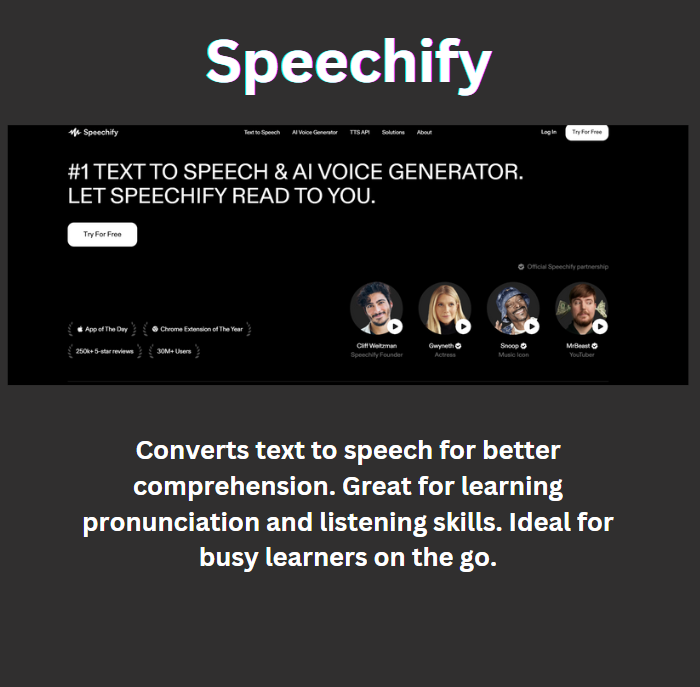 Speechify
Speechify
Text to Speech AI Voice Generator TTS API Solutions About Log In Try For Free
#1 TEXT TO SPEECH & AI VOICE GENERATOR.
LET SPEECHIFY READ TO YOU.
Try For Free
Official Speechify partnership
App of The Day Chrome Extension of The Year
250k+ 5-star reviews 30M+ Users
Cliff Weitzman Gwyneth Snoop MrBeast
Speechify Founder Actress Music Icon YouTuber
Converts text to speech for better
comprehension. Great for learning
pronunciation and listening skills. Ideal for
busy learners on the go.